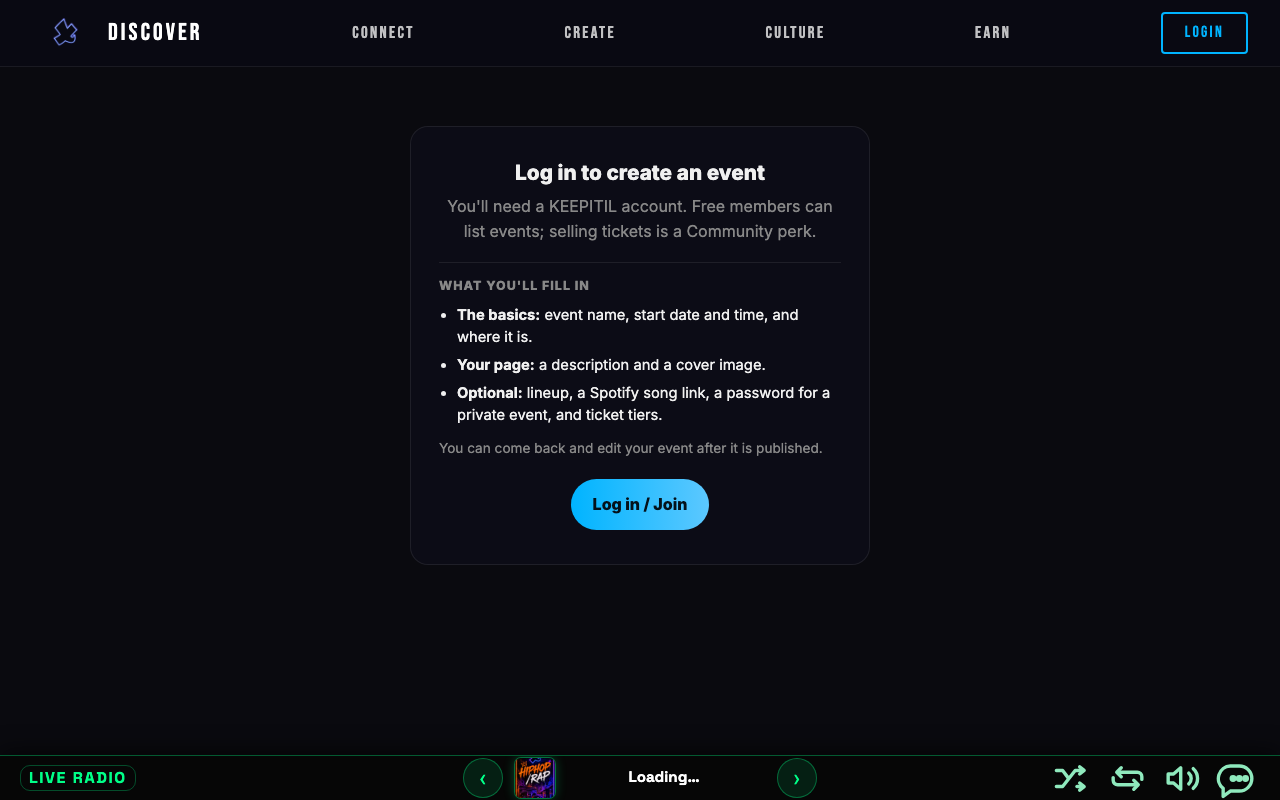 DISCOVER
CONNECT
CREATE
CULTURE
EARN
LOGIN
Log in to create an event
You'll need a KEEPITIL account. Free members can
list events; selling tickets is a Community perk.
WHAT YOU'LL FILL IN
• The basics: event name, start date and time, and
where it is.
• Your page: a description and a cover image.
• Optional: lineup, a Spotify song link, a password for a
private event, and ticket tiers.
You can come back and edit your event after it is published.
Log in / Join
LIVE RADIO
‹
HIPHOP
/RAP
Loading...
›